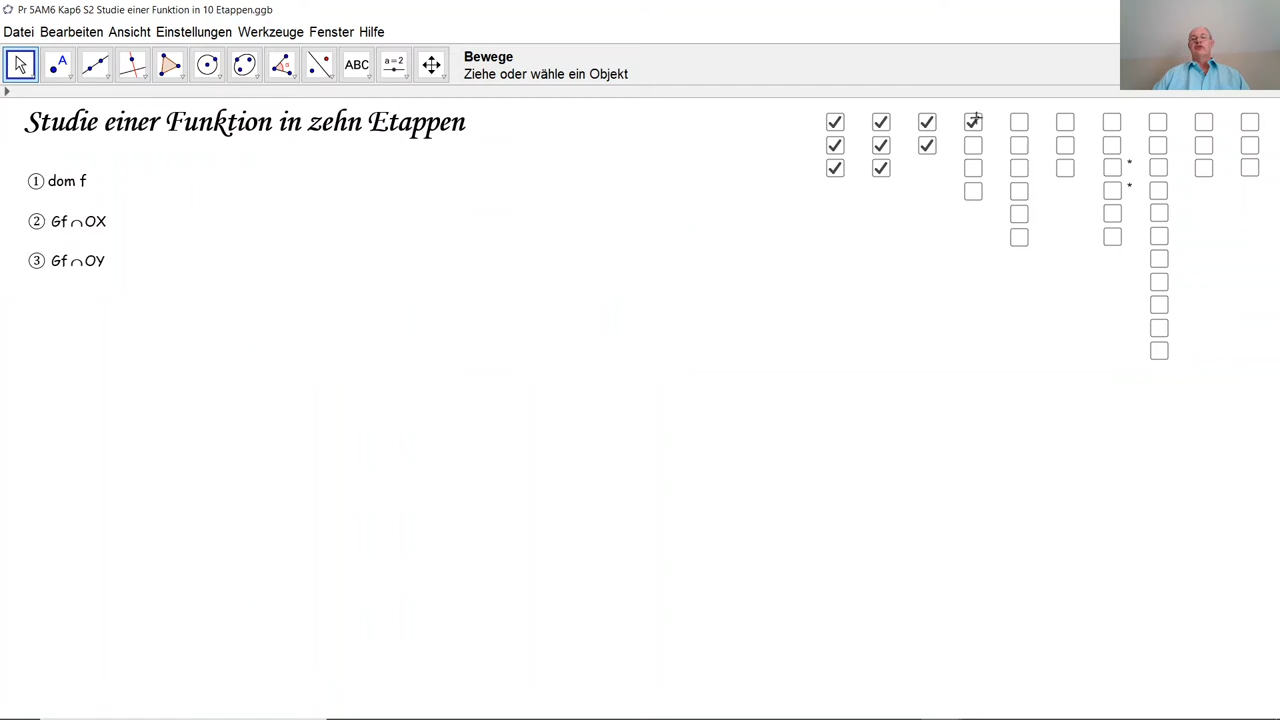 Pr 5AM6 Kap6 S2 Studie einer Funktion in 10 Etappen.ggb
Datei Bearbeiten Ansicht Einstellungen Werkzeuge Fenster Hilfe
A ABC a=2 Bewege
Ziehe oder wähle ein Objekt
Studie einer Funktion in zehn Etappen
① dom f
*
② Gf ∩ OX
*
③ Gf ∩ OY